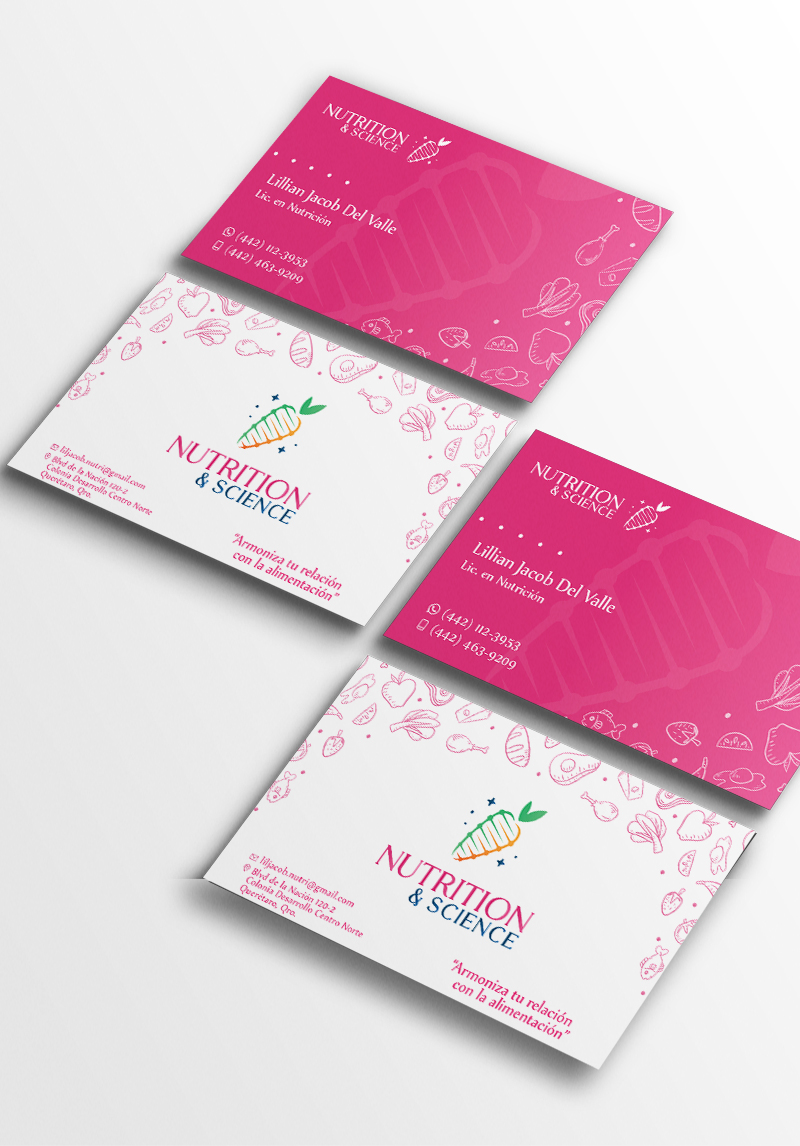 NUTRITION
& SCIENCE
Lillian Jacob Del Valle
Lic. en Nutrición
(442) 112-3953
(442) 463-9209
NUTRITION
& SCIENCE
liljacob.nutri@gmail.com
Blvd de la Nación 120-2
Colonia Desarrollo Centro Norte
Querétaro, Qro.
"Armoniza tu relación
con la alimentación"
NUTRITION
& SCIENCE
Lillian Jacob Del Valle
Lic. en Nutrición
(442) 112-3953
(442) 463-9209
NUTRITION
& SCIENCE
liljacob.nutri@gmail.com
Blvd de la Nación 120-2
Colonia Desarrollo Centro Norte
Querétaro, Qro.
"Armoniza tu relación
con la alimentación"